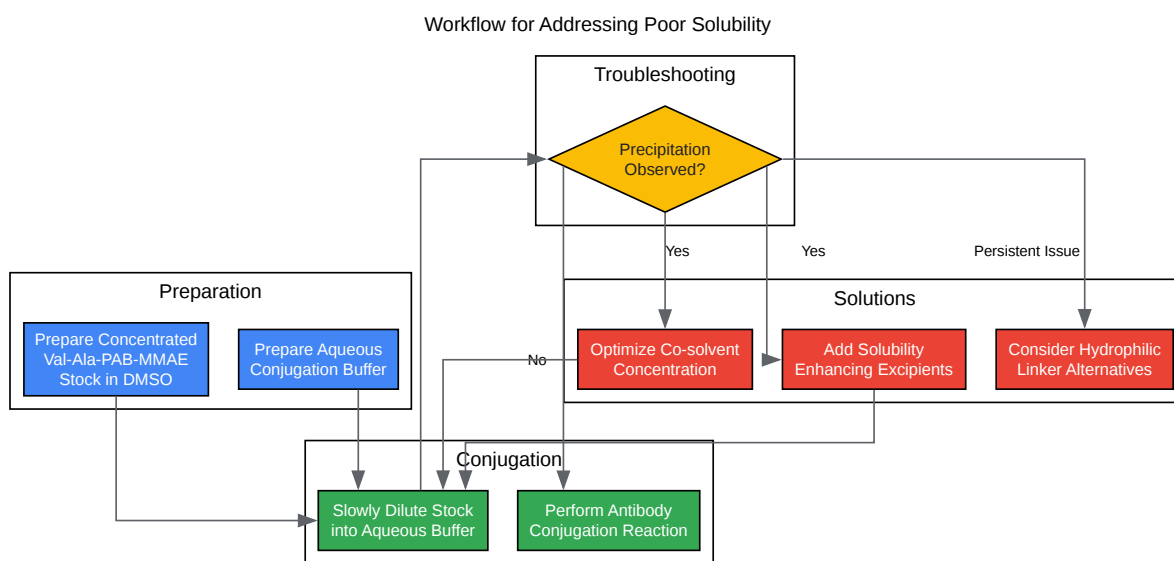 Workflow for Addressing Poor Solubility
Troubleshooting
Precipitation
Observed?
Yes
Yes
Persistent Issue
Preparation
Prepare Concentrated
Val-Ala-PAB-MMAE
Stock in DMSO
Prepare Aqueous
Conjugation Buffer
Solutions
No
Optimize Co-solvent
Concentration
Add Solubility
Enhancing Excipients
Consider Hydrophilic
Linker Alternatives
Conjugation
Slowly Dilute Stock
into Aqueous Buffer
Perform Antibody
Conjugation Reaction